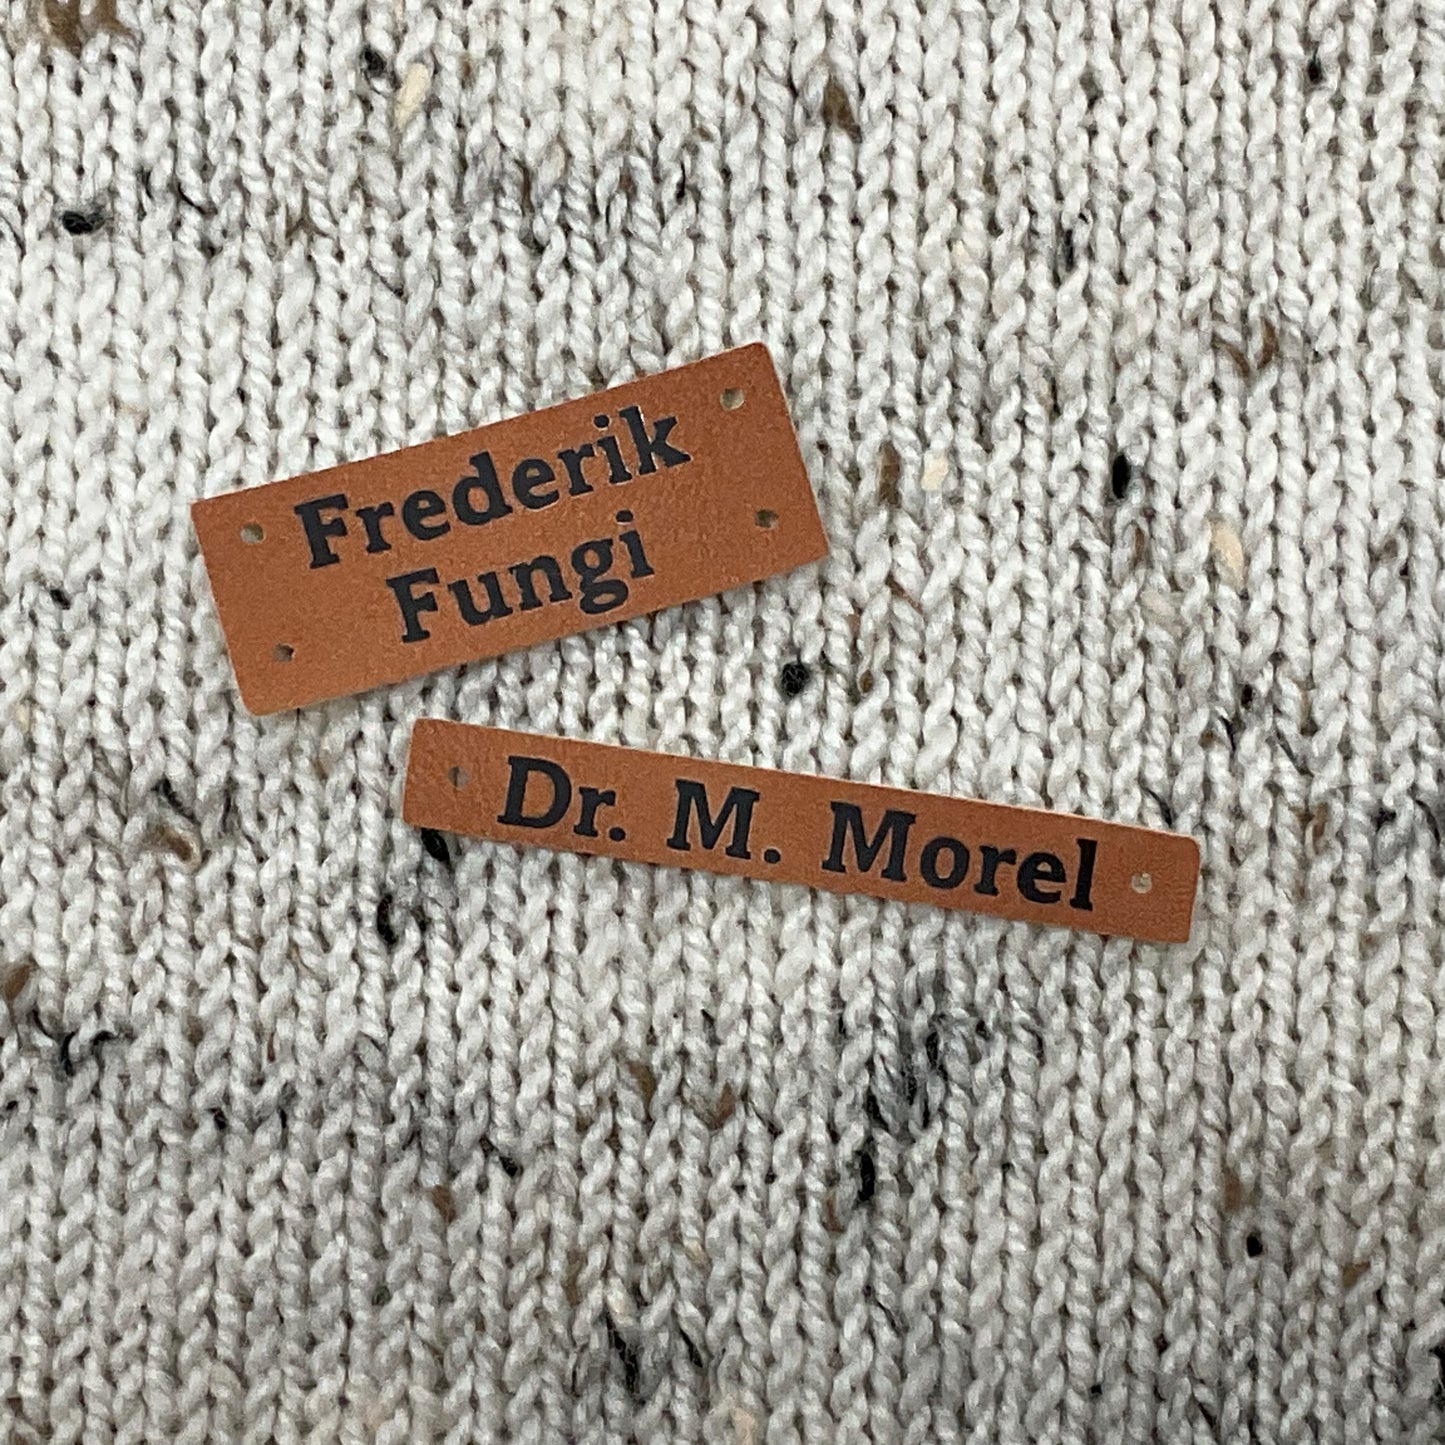 Frederik
Fungi
Dr. M. Morel